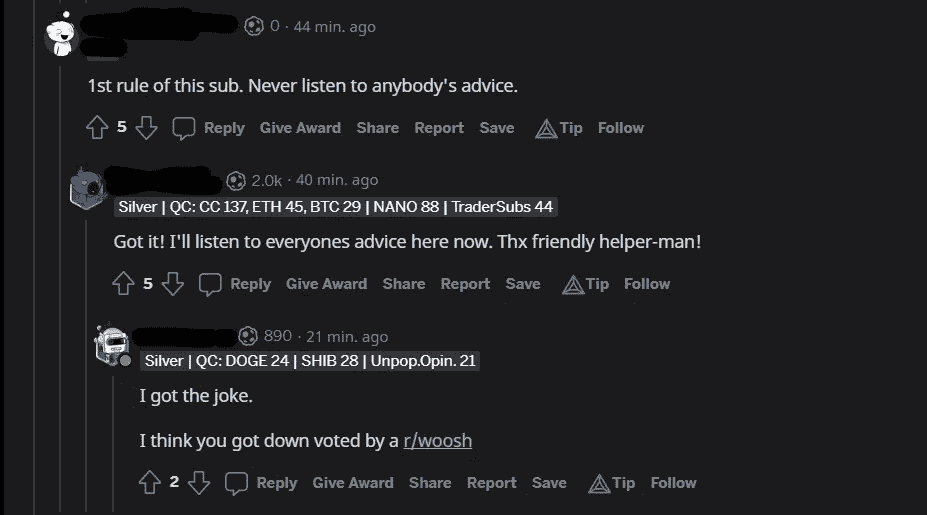 0 · 44 min. ago
1st rule of this sub. Never listen to anybody's advice.
5 Reply Give Award Share Report Save Tip Follow
2.0k · 40 min. ago
Silver | QC: CC 137, ETH 45, BTC 29 | NANO 88 | TraderSubs 44
Got it! I'll listen to everyones advice here now. Thx friendly helper-man!
5 Reply Give Award Share Report Save Tip Follow
890 · 21 min. ago
Silver | QC: DOGE 24 | SHIB 28 | Unpop.Opin. 21
I got the joke.
I think you got down voted by a r/woosh
2 Reply Give Award Share Report Save Tip Follow